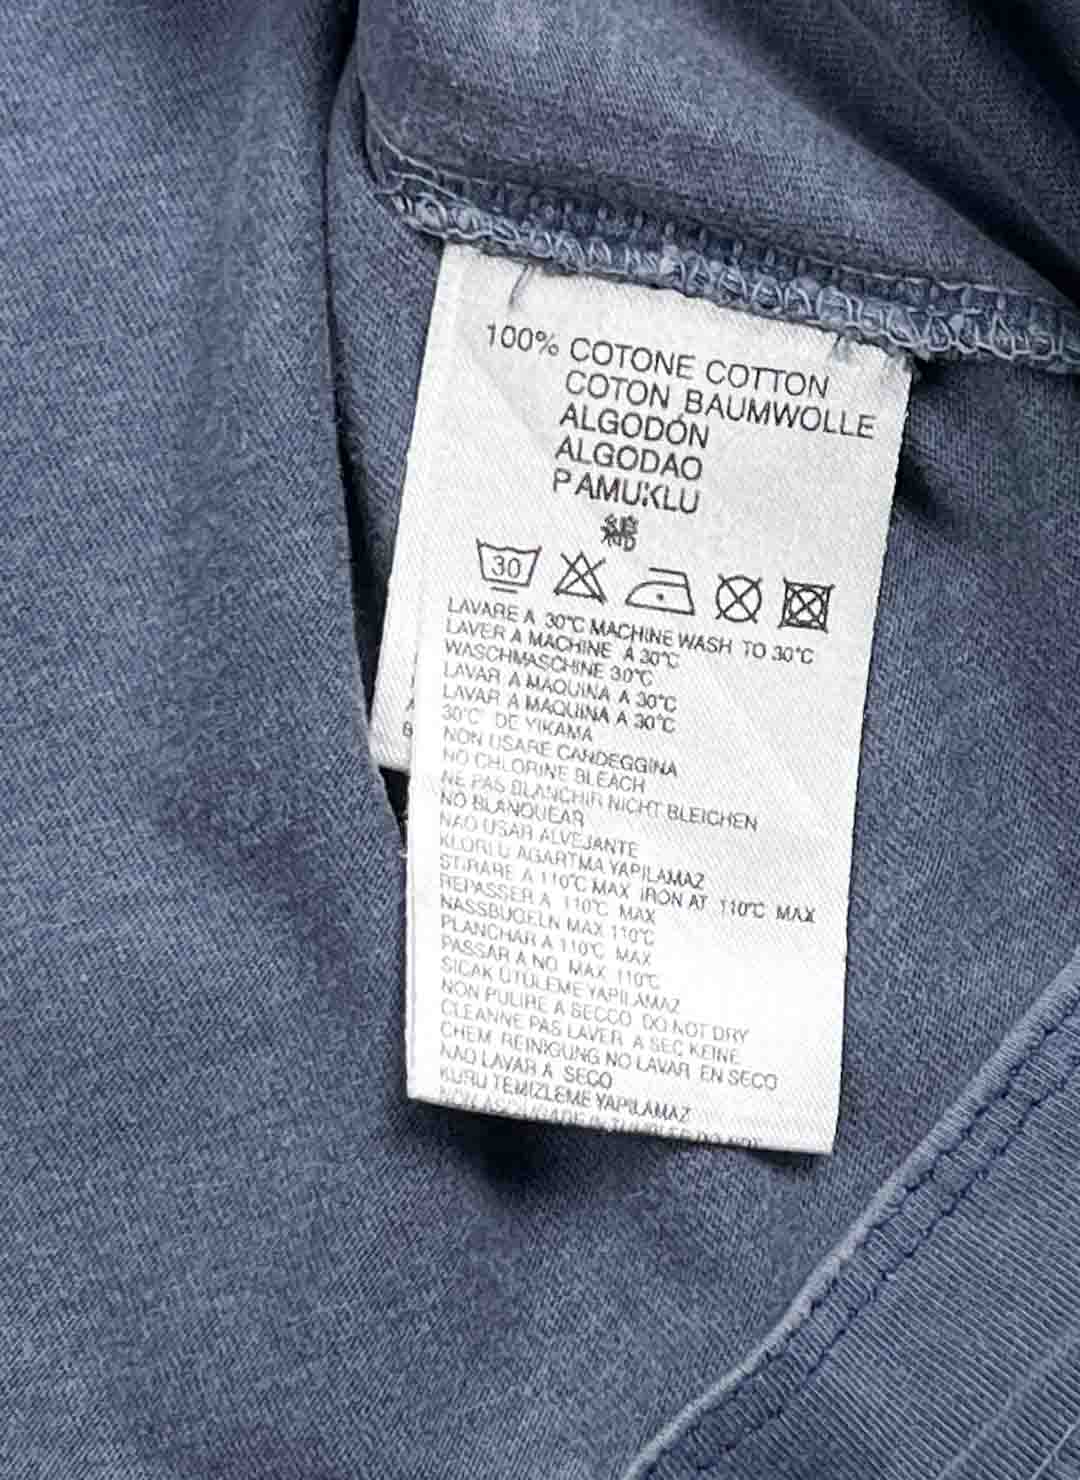 100% COTONE COTTON
COTON BAUMWOLLE
ALGODÓN
ALGODAO
PAMUKLU
30
LAVARE A 30°C MACHINE WASH TO 30°C
LAVER A MACHINE A 30°C
WASCHMASCHINE 30°C
LAVAR A MAQUINA A 30°C
LAVAR A MAQUINA A 30°C
30°C DE YIKAMA
NON USARE CANDEGGINA
NO CHLORINE BLEACH
NE PAS BLANCHIR NICHT BLEICHEN
NO BLANQUEAR
NAO USAR ALVEJANTE
KLORLU AGARTMA YAPILAMAZ
STIRARE A 110°C MAX IRON AT 110°C MAX
REPASSER A 110°C MAX
NASSBUGELN MAX 110°C
PLANCHAR A 110°C MAX
PASSAR A NO MAX 110°C
SICAK ÜTÜLEME YAPILAMAZ
NON PULIRE A SECCO DO NOT DRY
CLEANNE PAS LAVER A SEC KEINE
CHEM REINIGUNG NO LAVAR EN SECO
NAO LAVAR A SECO
KURU TEMIZLEME YAPILAMAZ